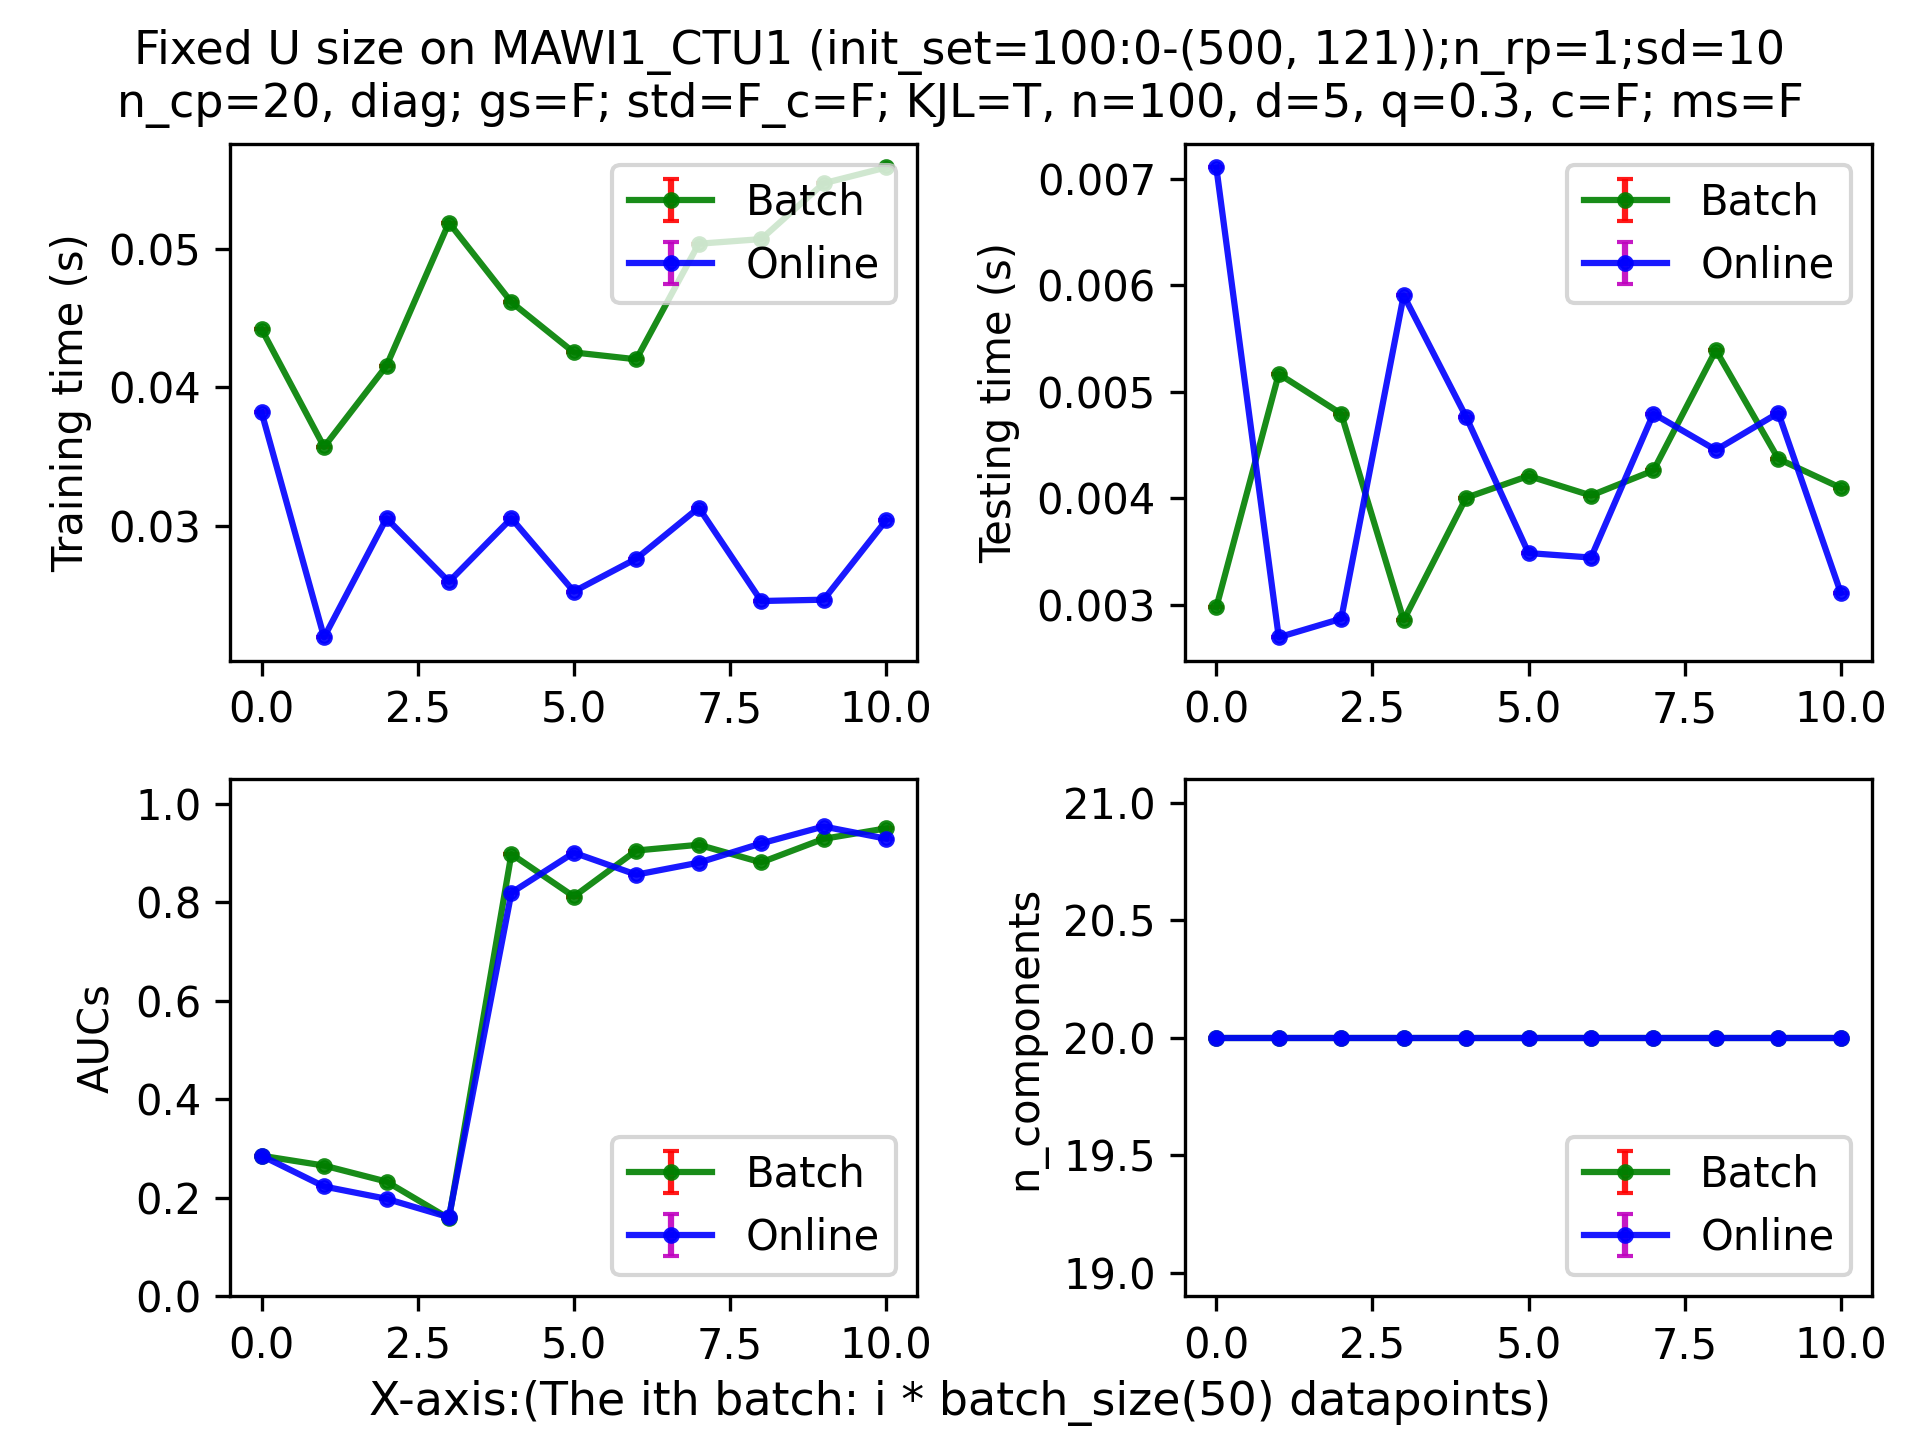 Fixed U size on MAWI1_CTU1 (init_set=100:0-(500, 121));n_rp=1;sd=10
n_cp=20, diag; gs=F; std=F_c=F; KJL=T, n=100, d=5, q=0.3, c=F; ms=F
Training time (s)
0.05
0.04
0.03
Batch
Online
0.0 2.5 5.0 7.5 10.0
Testing time (s)
0.007
0.006
0.005
0.004
0.003
Batch
Online
0.0 2.5 5.0 7.5 10.0
AUCs
1.0
0.8
0.6
0.4
0.2
0.0
Batch
Online
0.0 2.5 5.0 7.5 10.0
n_components
21.0
20.5
20.0
19.5
19.0
Batch
Online
0.0 2.5 5.0 7.5 10.0
X-axis:(The ith batch: i * batch_size(50) datapoints)